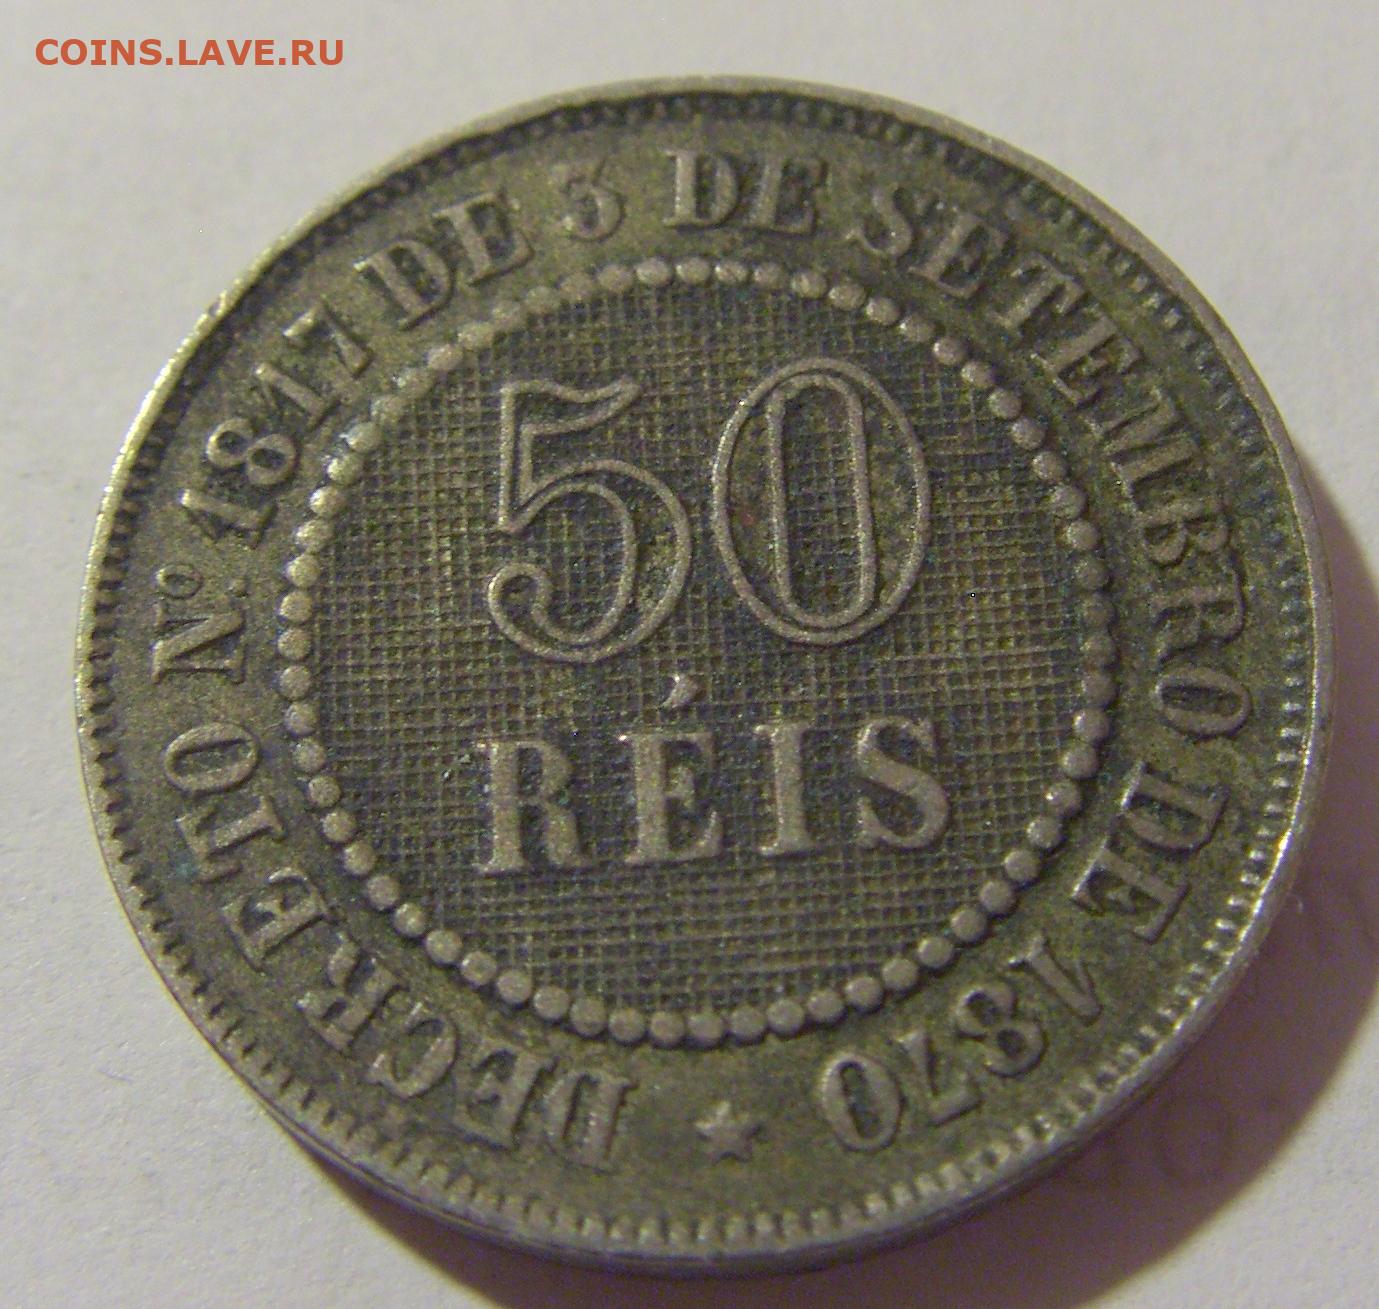 COINS.LAVE.RU
DECRETO Nº. 1817 DE 3 DE SETEMBRO DE 1870
50
RÉIS